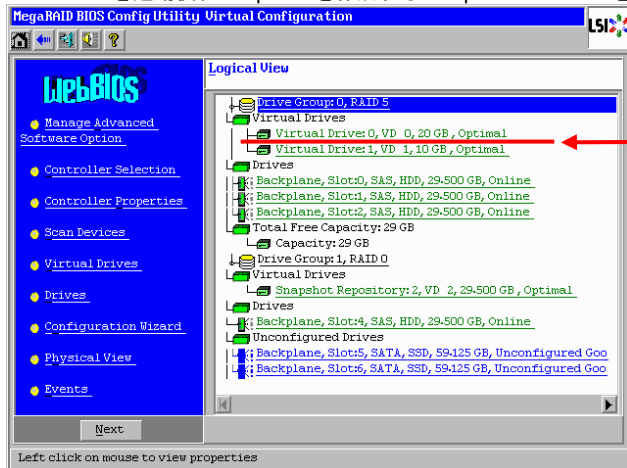 MegaRAID BIOS Config Utility Virtual Configuration
LSI
WebBIOS
Manage Advanced
Software Option
Controller Selection
Controller Properties
Scan Devices
Virtual Drives
Drives
Configuration Wizard
Physical View
Events
Next
Logical View
Drive Group: 0, RAID 5
Virtual Drives
Virtual Drive: 0, VD 0, 20 GB, Optimal
Virtual Drive: 1, VD 1, 10 GB, Optimal
Drives
Backplane, Slot:0, SAS, HDD, 29.500 GB, Online
Backplane, Slot:1, SAS, HDD, 29.500 GB, Online
Backplane, Slot:2, SAS, HDD, 29.500 GB, Online
Total Free Capacity: 29 GB
Capacity: 29 GB
Drive Group: 1, RAID 0
Virtual Drives
Snapshot Repository: 2, VD 2, 29.500 GB, Optimal
Drives
Backplane, Slot:4, SAS, HDD, 29.500 GB, Online
Unconfigured Drives
Backplane, Slot:5, SATA, SSD, 59.125 GB, Unconfigured Goo
Backplane, Slot:6, SATA, SSD, 59.125 GB, Unconfigured Goo
Left click on mouse to view properties